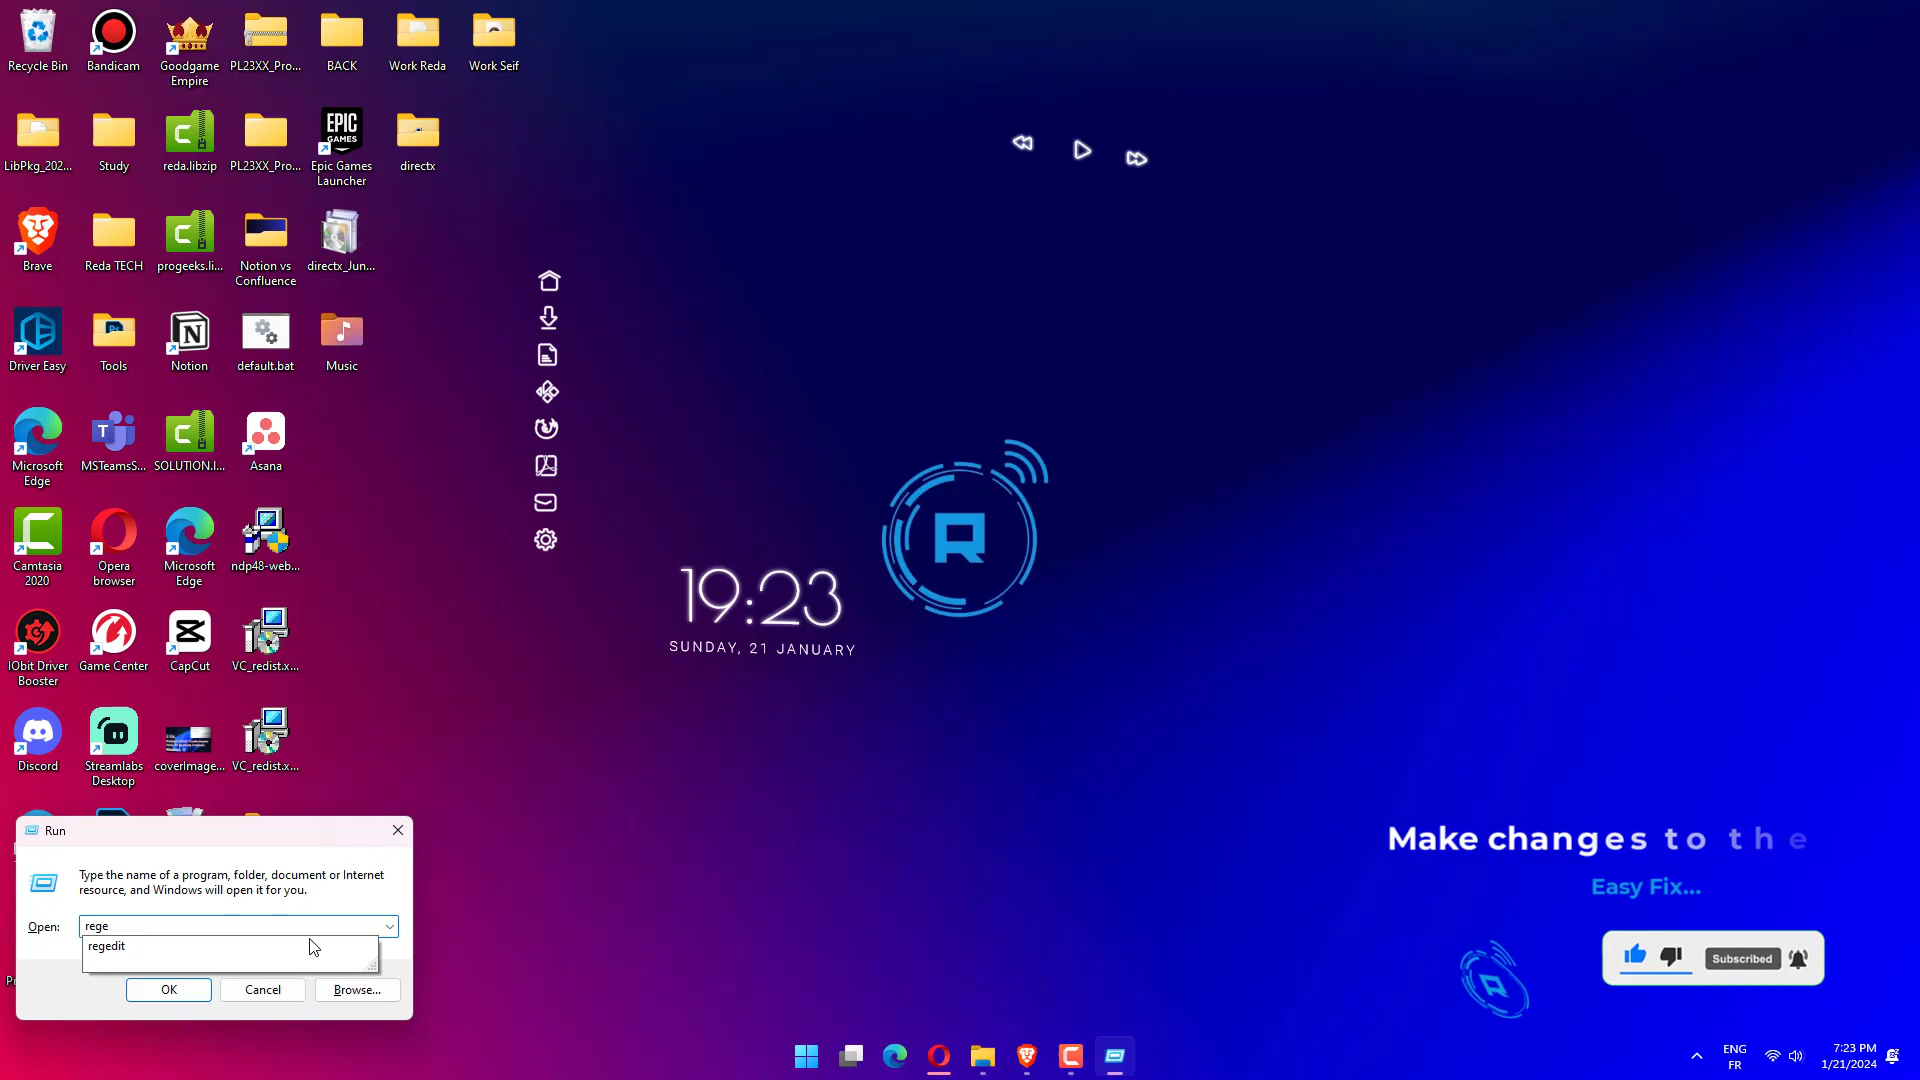 Recycle Bin
Bandicam
Goodgame
Empire
PL23XX_Pro...
BACK
Work Reda
Work Seif
LibPkg_202...
Study
reda.libzip
PL23XX_Pro...
EPIC
GAMES
Epic Games
Launcher
directx
Brave
Reda TECH
progeeks.li...
Notion vs
Confluence
directx_Jun...
Driver Easy
Ps
Tools
Notion
default.bat
Music
Microsoft
Edge
MSTeamsS...
SOLUTION.l...
Asana
Camtasia
2020
Opera
browser
Microsoft
Edge
ndp48-web...
IObit Driver
Booster
Game Center
CapCut
VC_redist.x...
Discord
Streamlabs
Desktop
coverImage...
VC_redist.x...
19:23
SUNDAY, 21 JANUARY
R
Run
Type the name of a program, folder, document or Internet
resource, and Windows will open it for you.
Open:
rege
regedit
OK
Cancel
Browse...
Make changes to the
Easy Fix...
Subscribed
ENG
FR
7:23 PM
1/21/2024